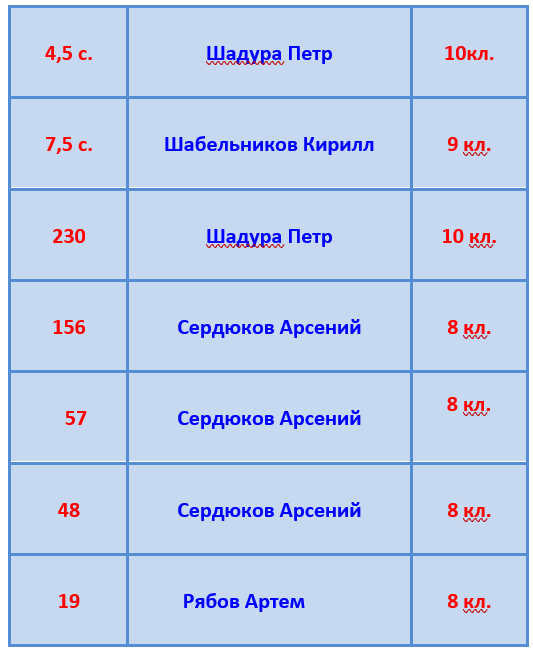 4,5 с. Шадура Петр 10кл.
7,5 с. Шабельников Кирилл 9 кл.
230 Шадура Петр 10 кл.
156 Сердюков Арсений 8 кл.
57 Сердюков Арсений 8 кл.
48 Сердюков Арсений 8 кл.
19 Рябов Артем 8 кл.